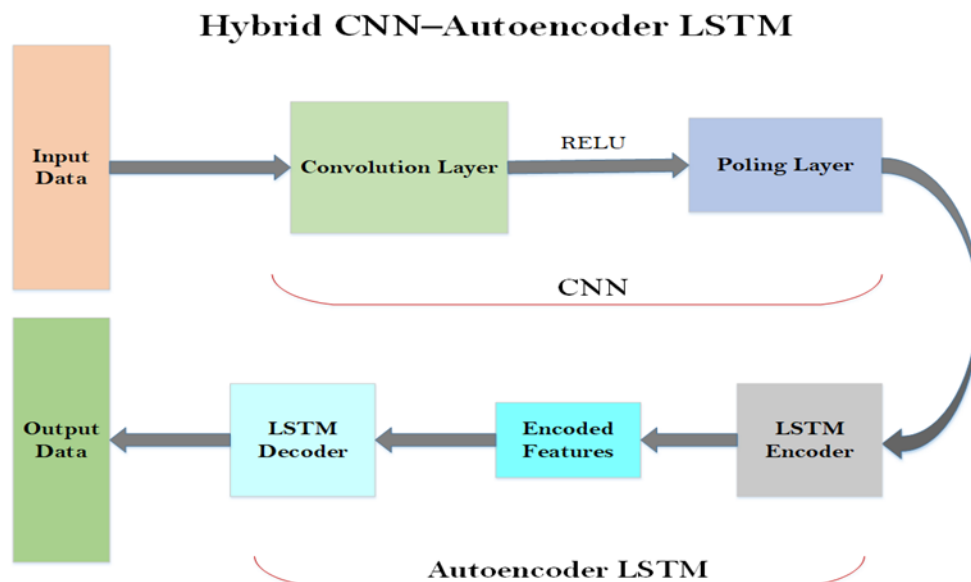 Hybrid CNN–Autoencoder LSTM
Input
Data
Convolution Layer
RELU
Poling Layer
CNN
Output
Data
LSTM
Decoder
Encoded
Features
LSTM
Encoder
Autoencoder LSTM